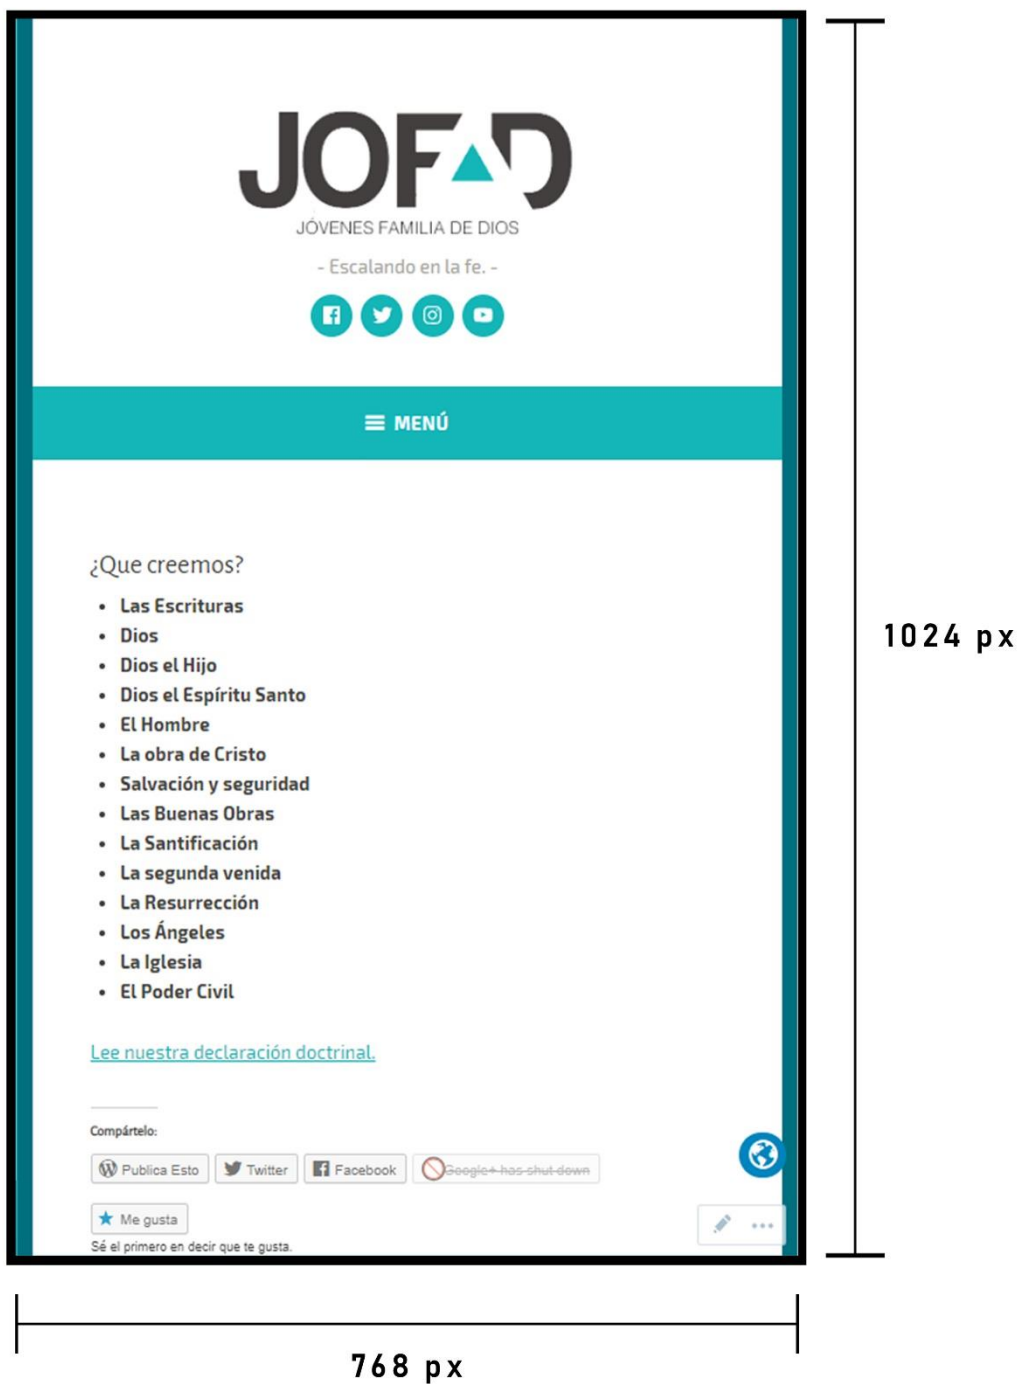 JOFAD
JÓVENES FAMILIA DE DIOS
- Escalando en la fe. -
MENÚ
¿Que creemos?
• Las Escrituras
• Dios
• Dios el Hijo
• Dios el Espíritu Santo
• El Hombre
• La obra de Cristo
• Salvación y seguridad
• Las Buenas Obras
• La Santificación
• La segunda venida
• La Resurrección
• Los Ángeles
• La Iglesia
• El Poder Civil
Lee nuestra declaración doctrinal.
Compártelo:
Publica Esto Twitter Facebook Google+ has shut down
Me gusta
Sé el primero en decir que te gusta.
1024 px
768 px